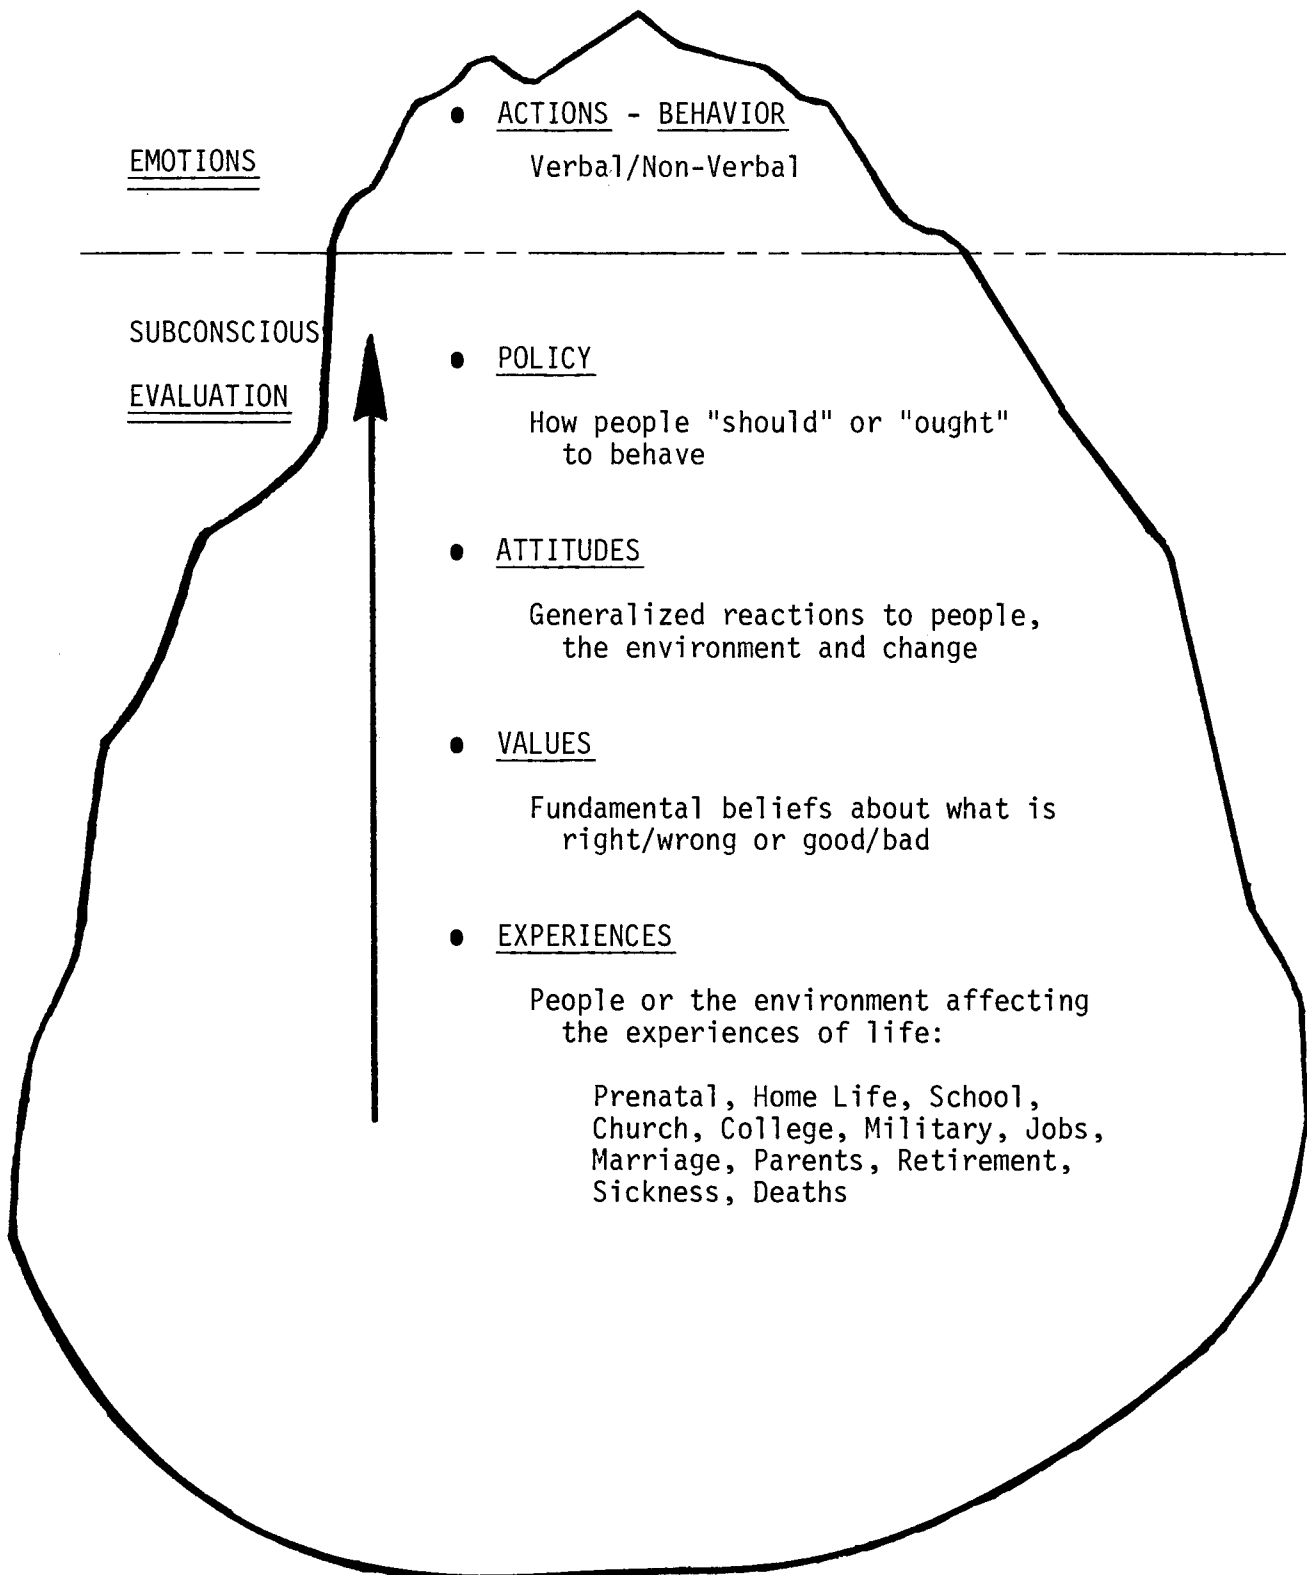 • ACTIONS - BEHAVIOR
EMOTIONS
Verbal/Non-Verbal
SUBCONSCIOUS
EVALUATION
• POLICY
How people "should" or "ought"
to behave
• ATTITUDES
Generalized reactions to people,
the environment and change
• VALUES
Fundamental beliefs about what is
right/wrong or good/bad
• EXPERIENCES
People or the environment affecting
the experiences of life:
Prenatal, Home Life, School,
Church, College, Military, Jobs,
Marriage, Parents, Retirement,
Sickness, Deaths